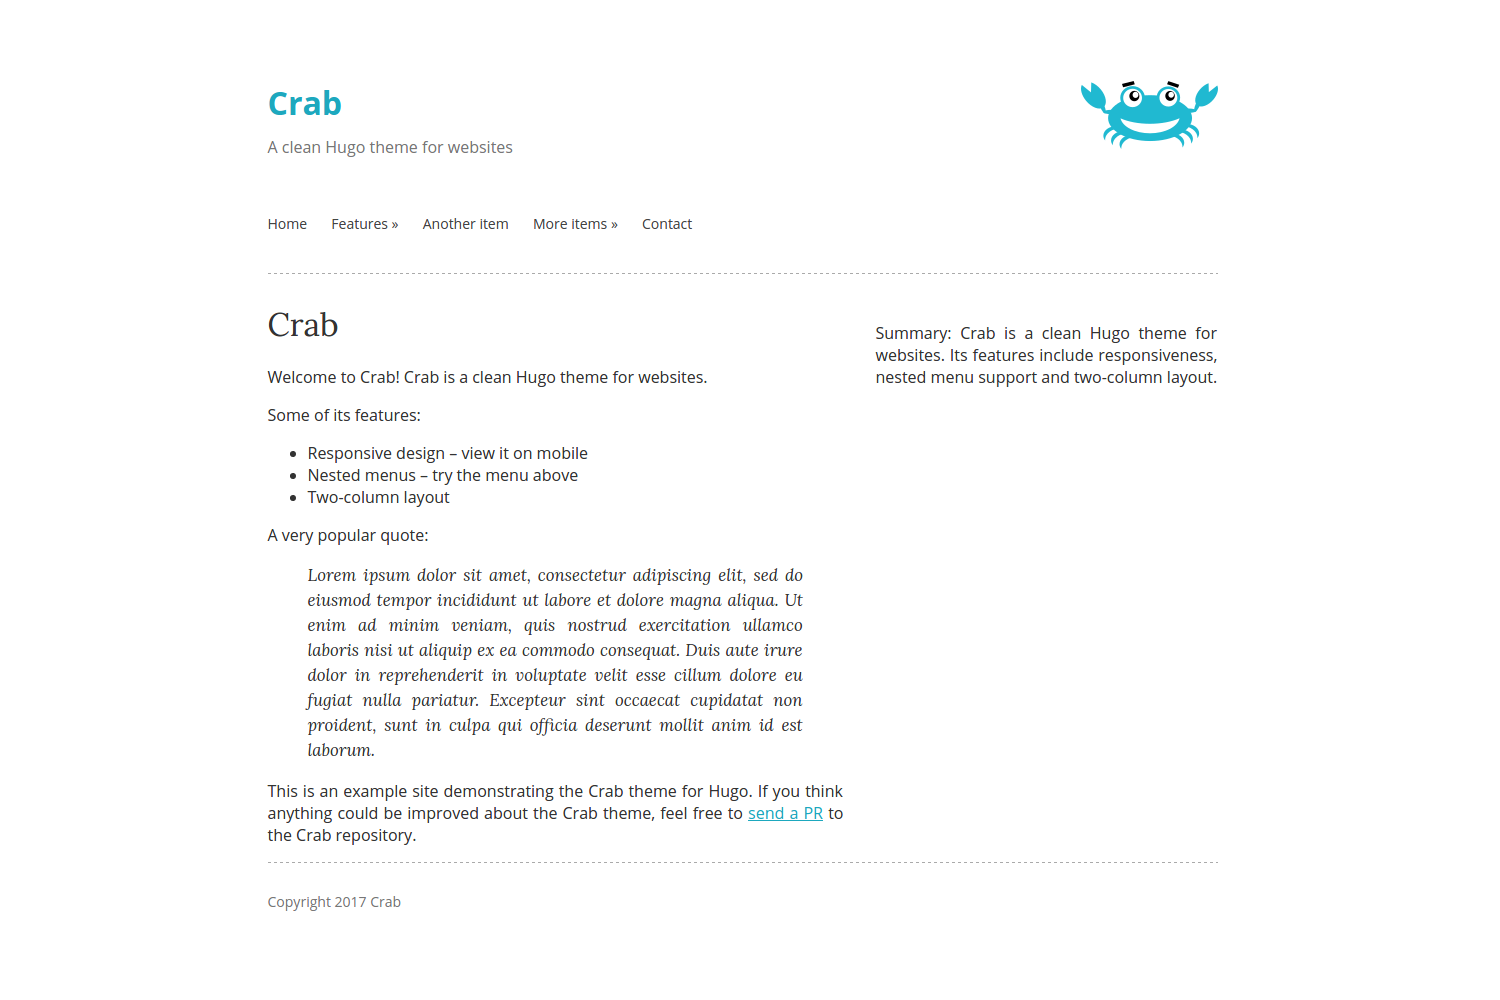 Crab
A clean Hugo theme for websites
Home Features » Another item More items » Contact
Crab
Welcome to Crab! Crab is a clean Hugo theme for websites.
Some of its features:
• Responsive design – view it on mobile
• Nested menus – try the menu above
• Two-column layout
A very popular quote:
Lorem ipsum dolor sit amet, consectetur adipiscing elit, sed do
eiusmod tempor incididunt ut labore et dolore magna aliqua. Ut
enim ad minim veniam, quis nostrud exercitation ullamco
laboris nisi ut aliquip ex ea commodo consequat. Duis aute irure
dolor in reprehenderit in voluptate velit esse cillum dolore eu
fugiat nulla pariatur. Excepteur sint occaecat cupidatat non
proident, sunt in culpa qui officia deserunt mollit anim id est
laborum.
This is an example site demonstrating the Crab theme for Hugo. If you think
anything could be improved about the Crab theme, feel free to send a PR to
the Crab repository.
Summary: Crab is a clean Hugo theme for
websites. Its features include responsiveness,
nested menu support and two-column layout.
Copyright 2017 Crab